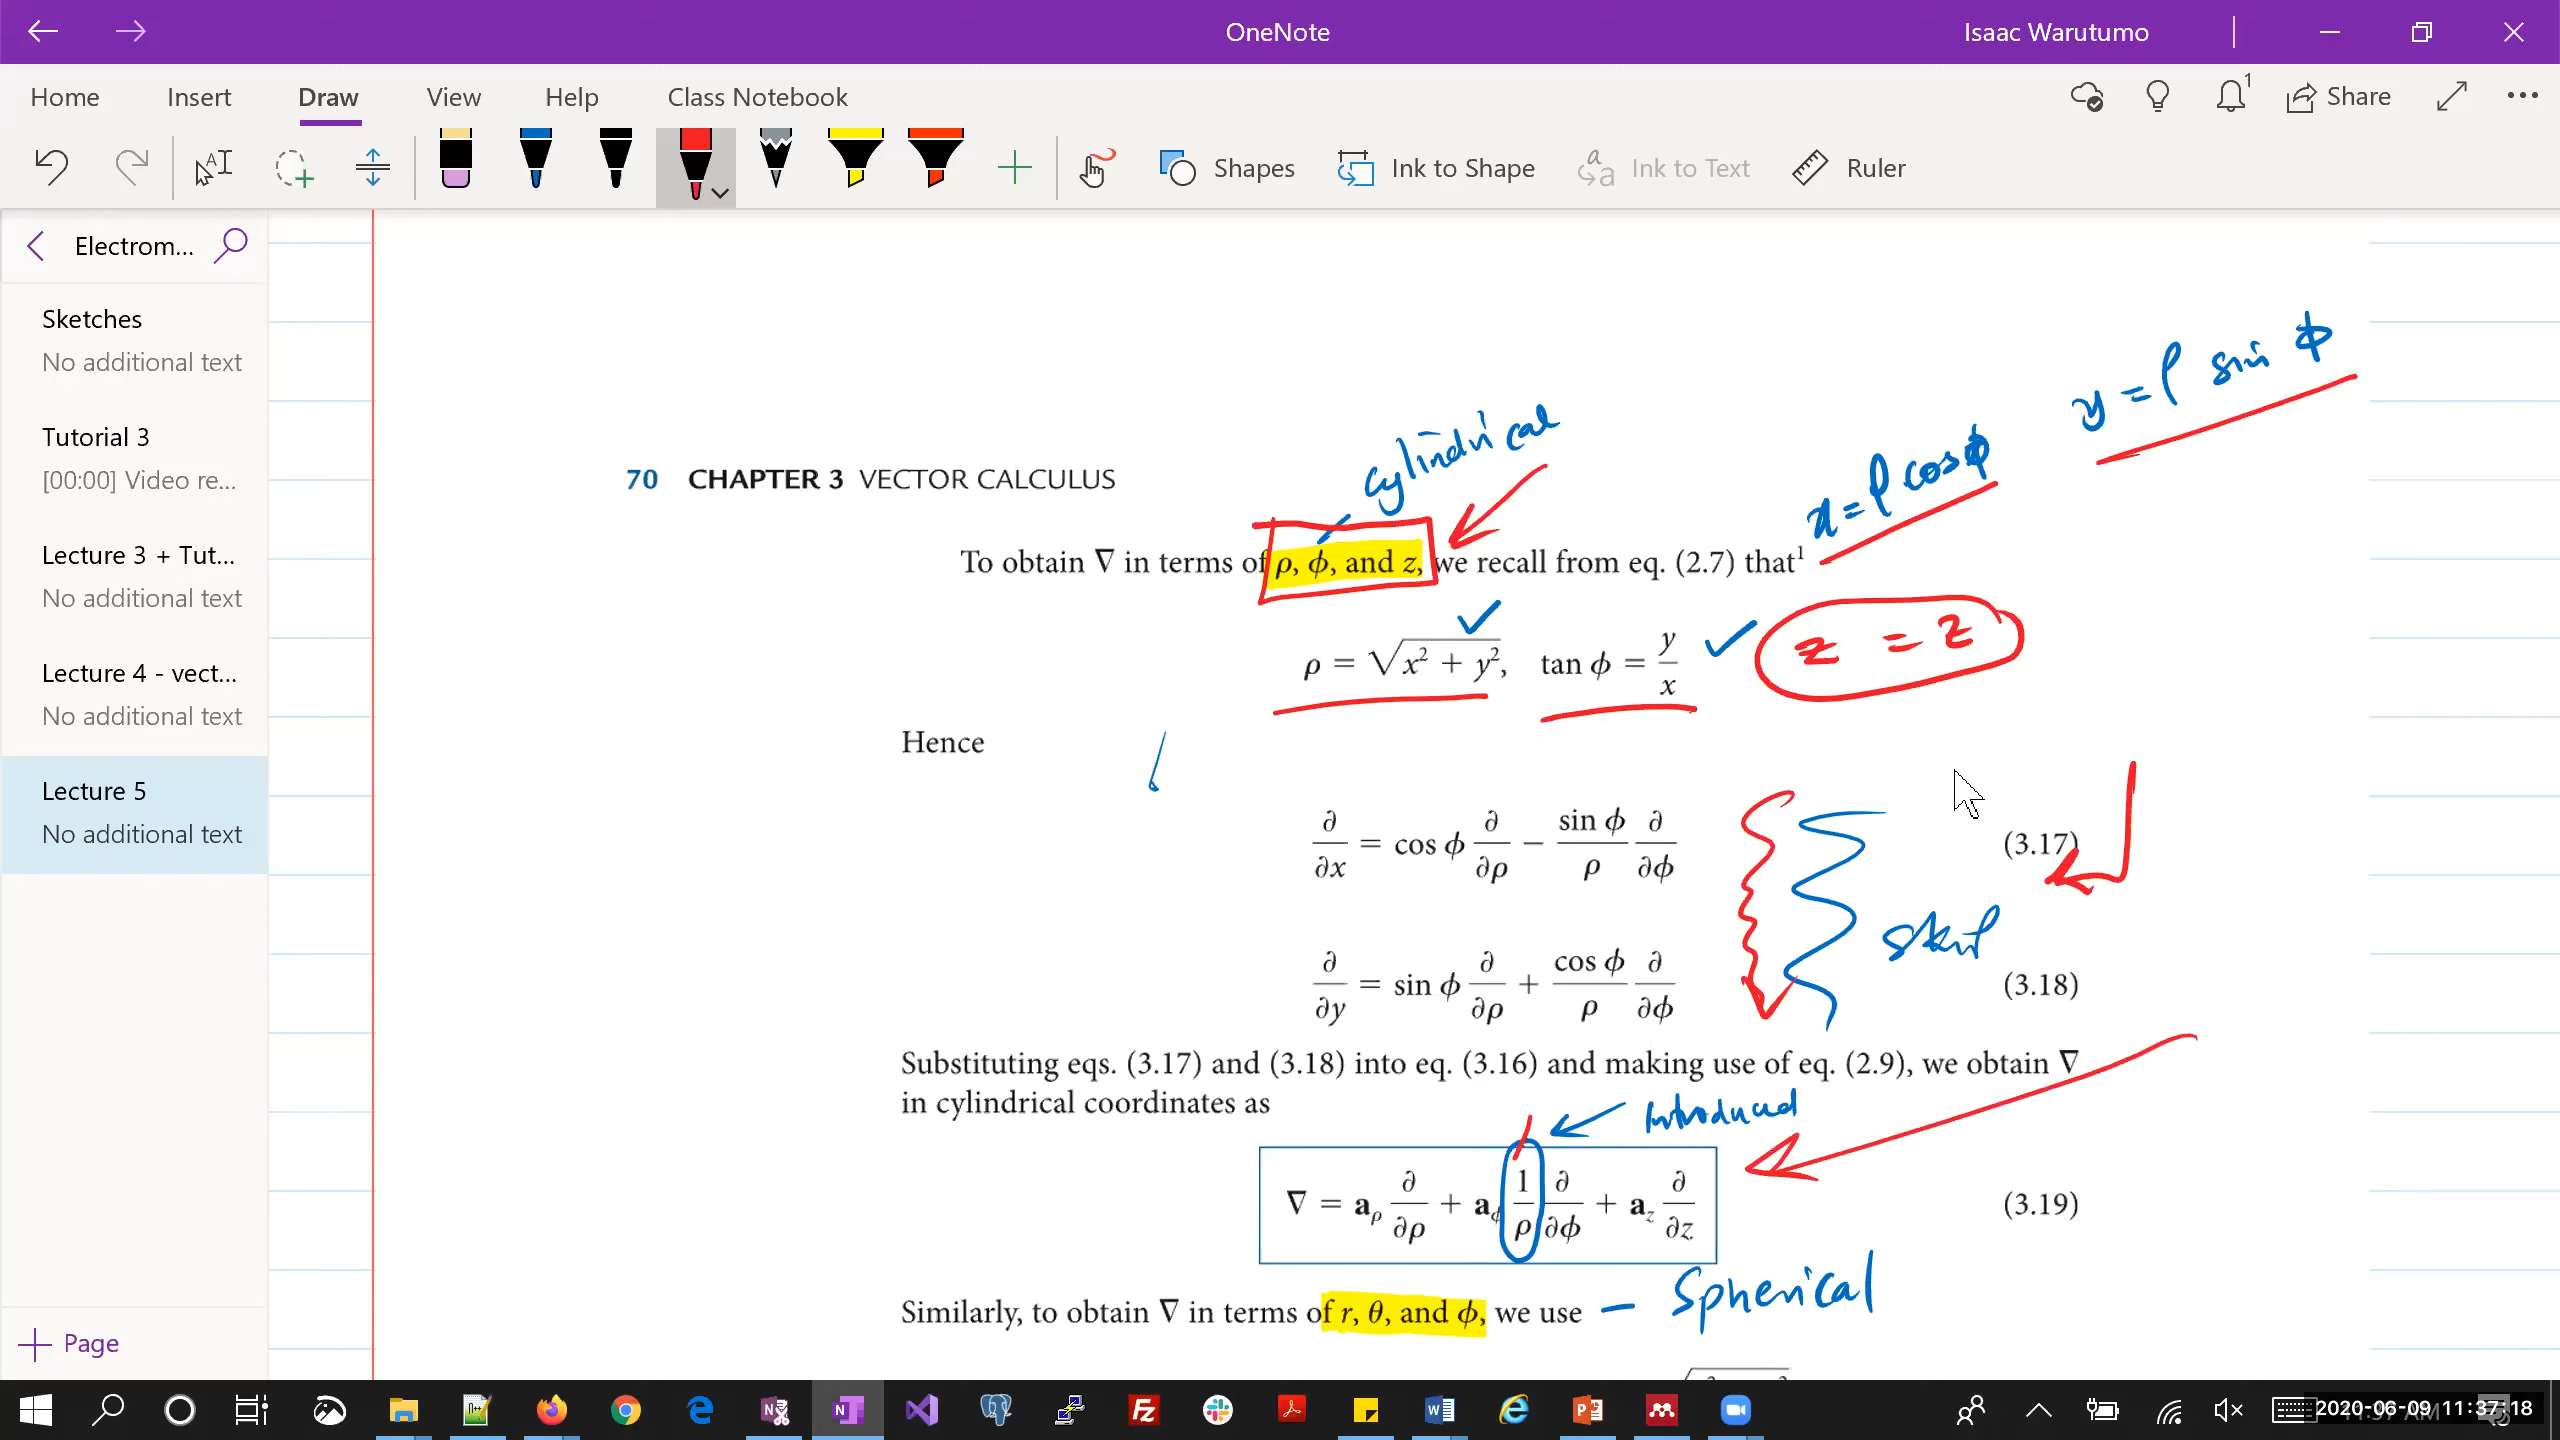 OneNote
Isaac Warutumo
Home Insert Draw View Help Class Notebook
Share
Shapes Ink to Shape Ink to Text Ruler
Electrom...
Sketches
No additional text
Tutorial 3
[00:00] Video re...
Lecture 3 + Tut...
No additional text
Lecture 4 - vect...
No additional text
Lecture 5
No additional text
Page
y = ρ sin ϕ
cylindrical
x = ρ cos ϕ
70 CHAPTER 3 VECTOR CALCULUS
To obtain ∇ in terms of ρ, ϕ, and z, we recall from eq. (2.7) that¹
ρ = √(x² + y²), tan ϕ = y/x
z = z
Hence
∂/∂x = cos ϕ ∂/∂ρ − sin ϕ/ρ ∂/∂ϕ (3.17)
∂/∂y = sin ϕ ∂/∂ρ + cos ϕ/ρ ∂/∂ϕ (3.18)
Substituting eqs. (3.17) and (3.18) into eq. (3.16) and making use of eq. (2.9), we obtain ∇
in cylindrical coordinates as
Introduced
∇ = aρ ∂/∂ρ + aϕ 1/ρ ∂/∂ϕ + az ∂/∂z (3.19)
Similarly, to obtain ∇ in terms of r, θ, and ϕ, we use – Spherical
2020-06-09 11:37:18